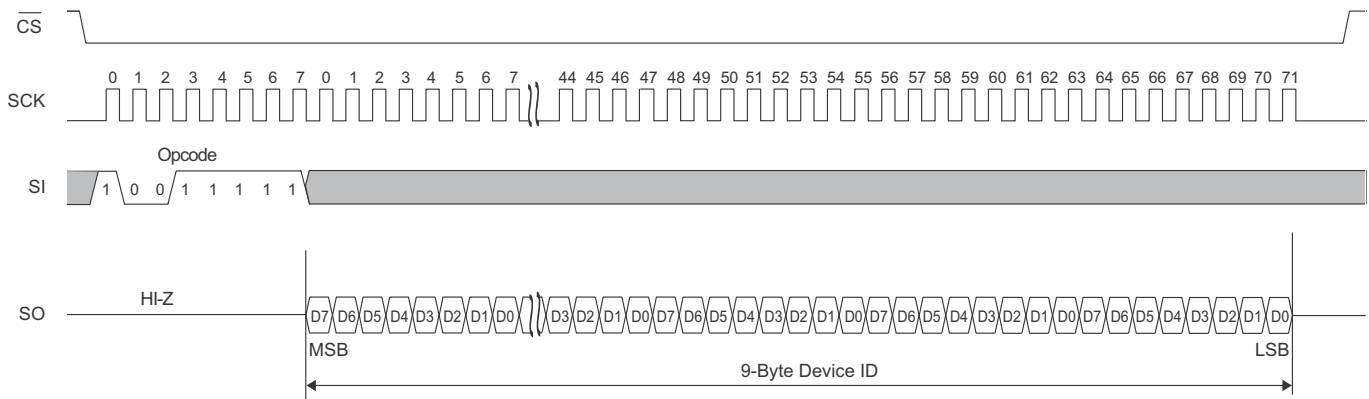 CS
0 1 2 3 4 5 6 7 0 1 2 3 4 5 6 7 44 45 46 47 48 49 50 51 52 53 54 55 56 57 58 59 60 61 62 63 64 65 66 67 68 69 70 71
SCK
Opcode
SI 1 0 0 1 1 1 1 1
HI-Z
SO D7 D6 D5 D4 D3 D2 D1 D0 D3 D2 D1 D0 D7 D6 D5 D4 D3 D2 D1 D0 D7 D6 D5 D4 D3 D2 D1 D0 D7 D6 D5 D4 D3 D2 D1 D0
MSB LSB
9-Byte Device ID